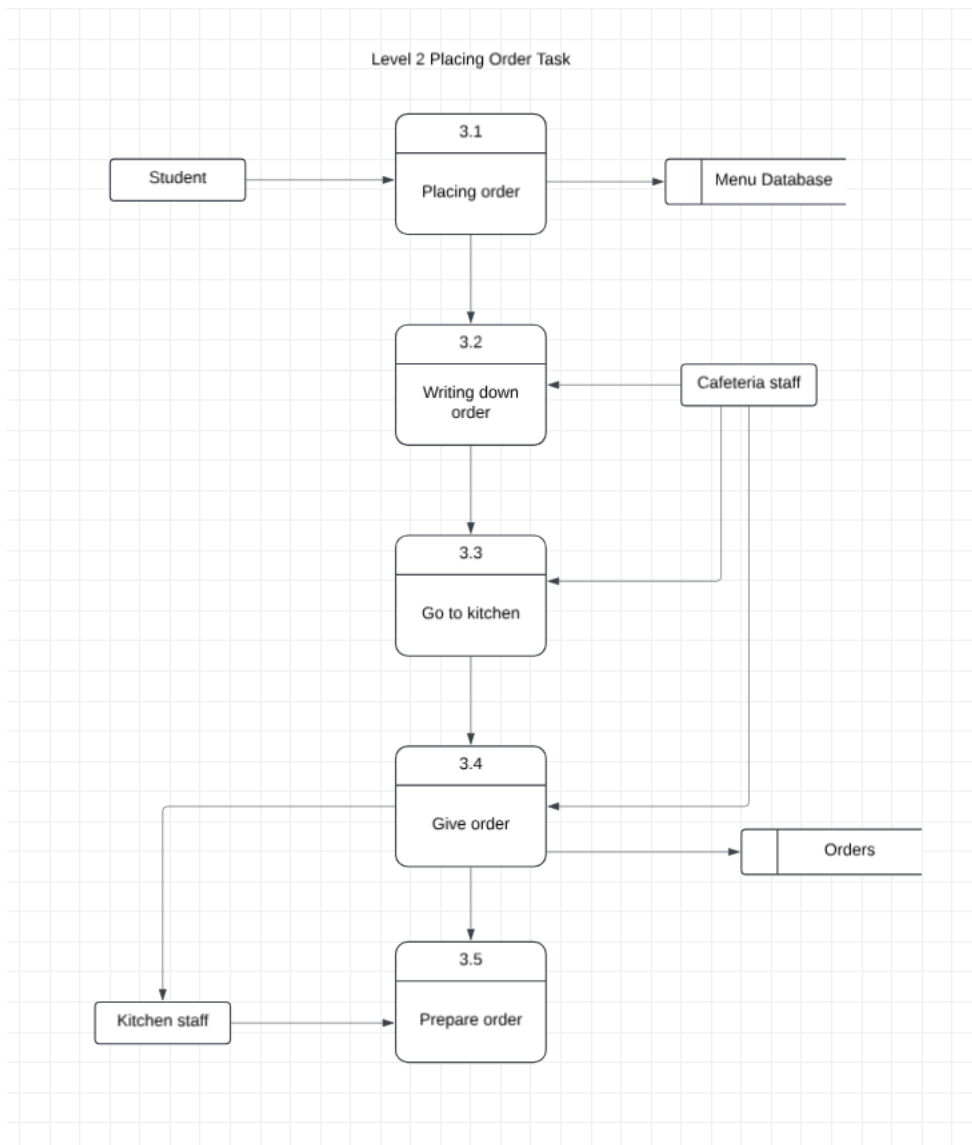 Level 2 Placing Order Task
3.1
Student
Placing order
Menu Database
3.2
Writing down
order
Cafeteria staff
3.3
Go to kitchen
3.4
Give order
Orders
3.5
Kitchen staff
Prepare order